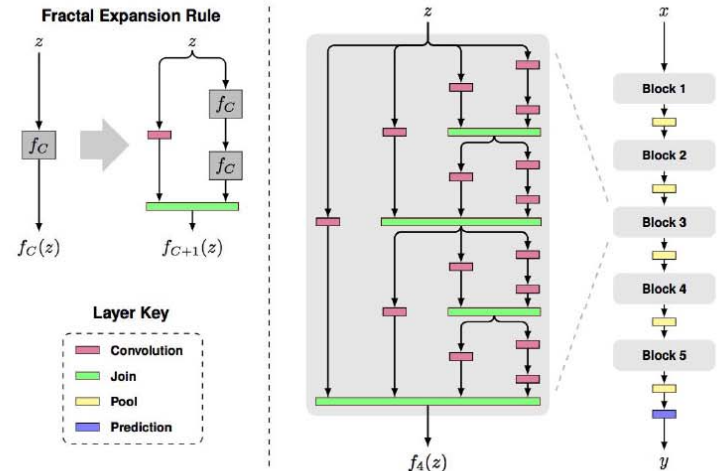 Fractal Expansion Rule
z
z
f_C
f_C
f_C
f_C(z)
f_{C+1}(z)
Layer Key
Convolution
Join
Pool
Prediction
z
f_4(z)
x
Block 1
Block 2
Block 3
Block 4
Block 5
y